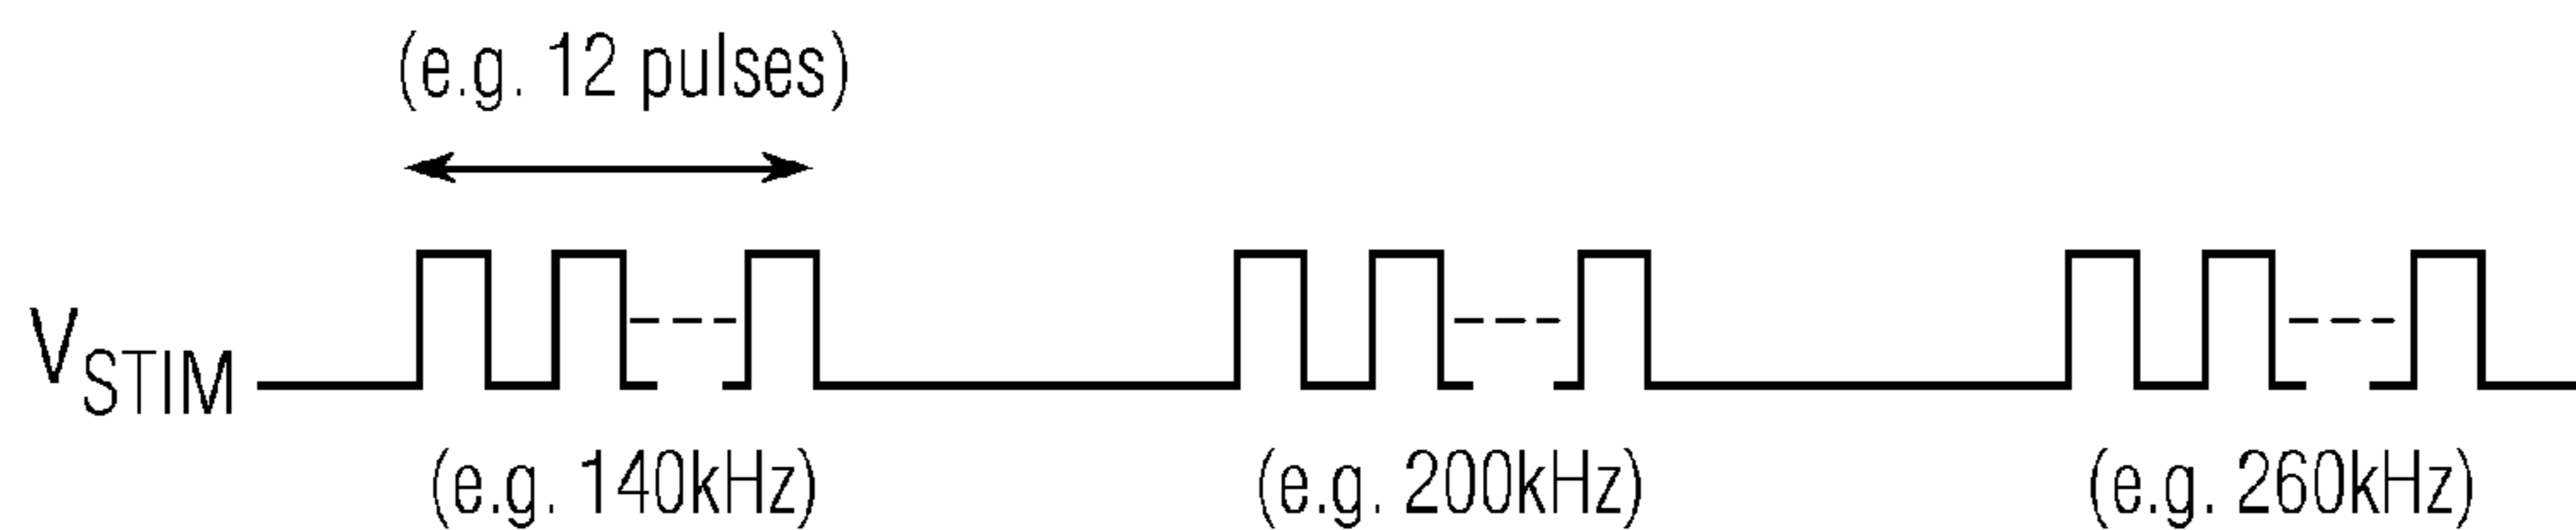 (e.g. 12 pulses)
VSTIM
(e.g. 140kHz)
(e.g. 200kHz)
(e.g. 260kHz)